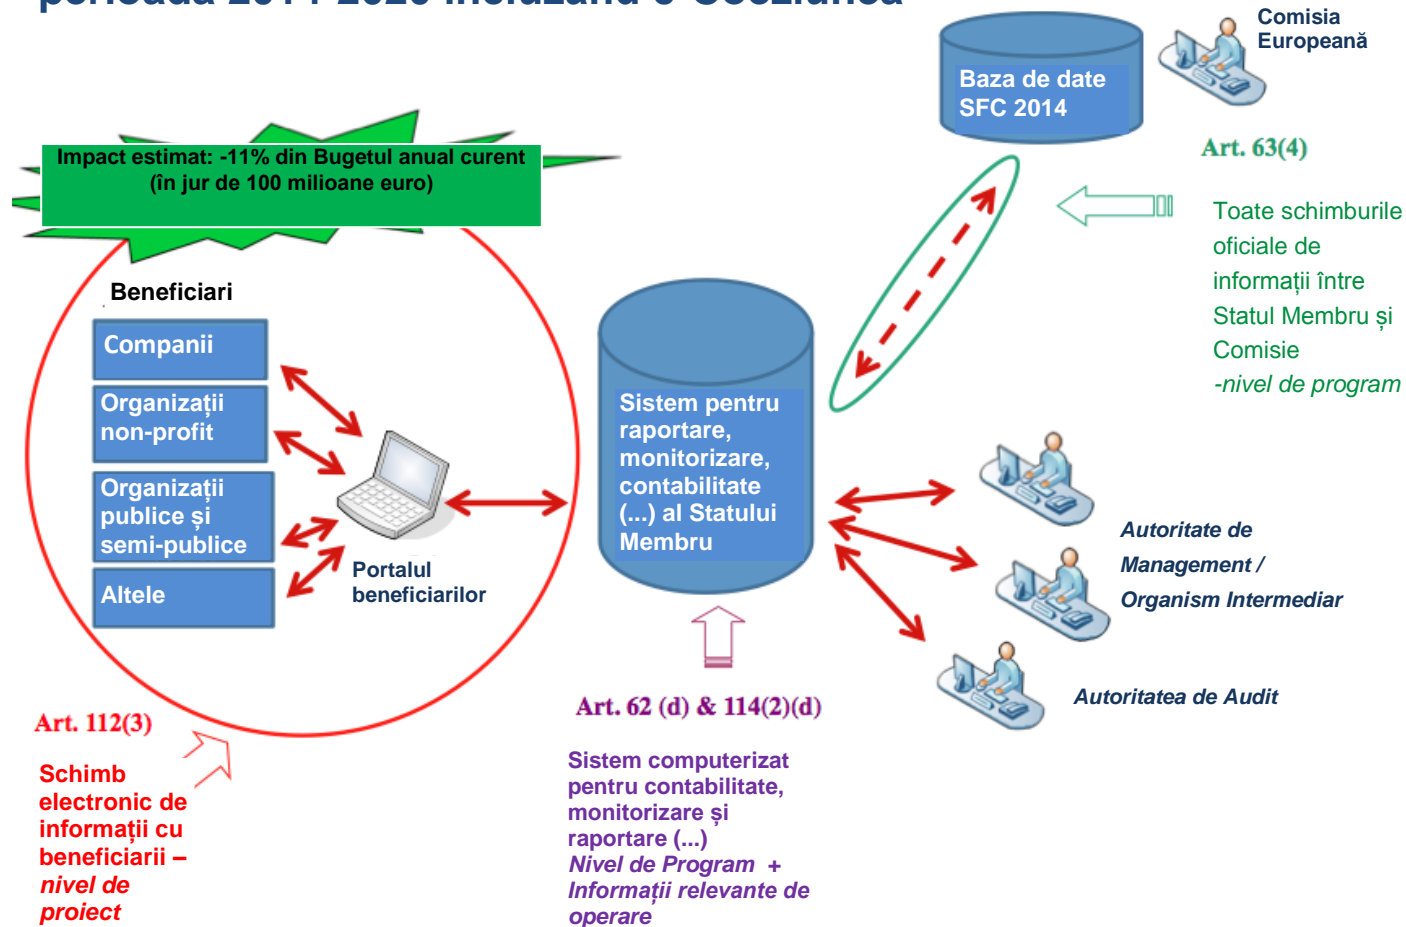 perioada 2014-2020 incluzând e-Coeziunea
Comisia
Europeană
Baza de date
SFC 2014
Art. 63(4)
Impact estimat: -11% din Bugetul anual curent
(în jur de 100 milioane euro)
Toate schimburile
oficiale de
informații între
Statul Membru și
Comisie
-nivel de program
Beneficiari
Companii
Organizații
non-profit
Organizații
publice și
semi-publice
Altele
Portalul
beneficiarilor
Sistem pentru
raportare,
monitorizare,
contabilitate
(...) al Statului
Membru
Autoritate de
Management /
Organism Intermediar
Autoritatea de Audit
Art. 112(3)
Schimb
electronic de
informații cu
beneficiarii –
nivel de
proiect
Art. 62 (d) & 114(2)(d)
Sistem computerizat
pentru contabilitate,
monitorizare și
raportare (...)
Nivel de Program +
Informații relevante de
operare